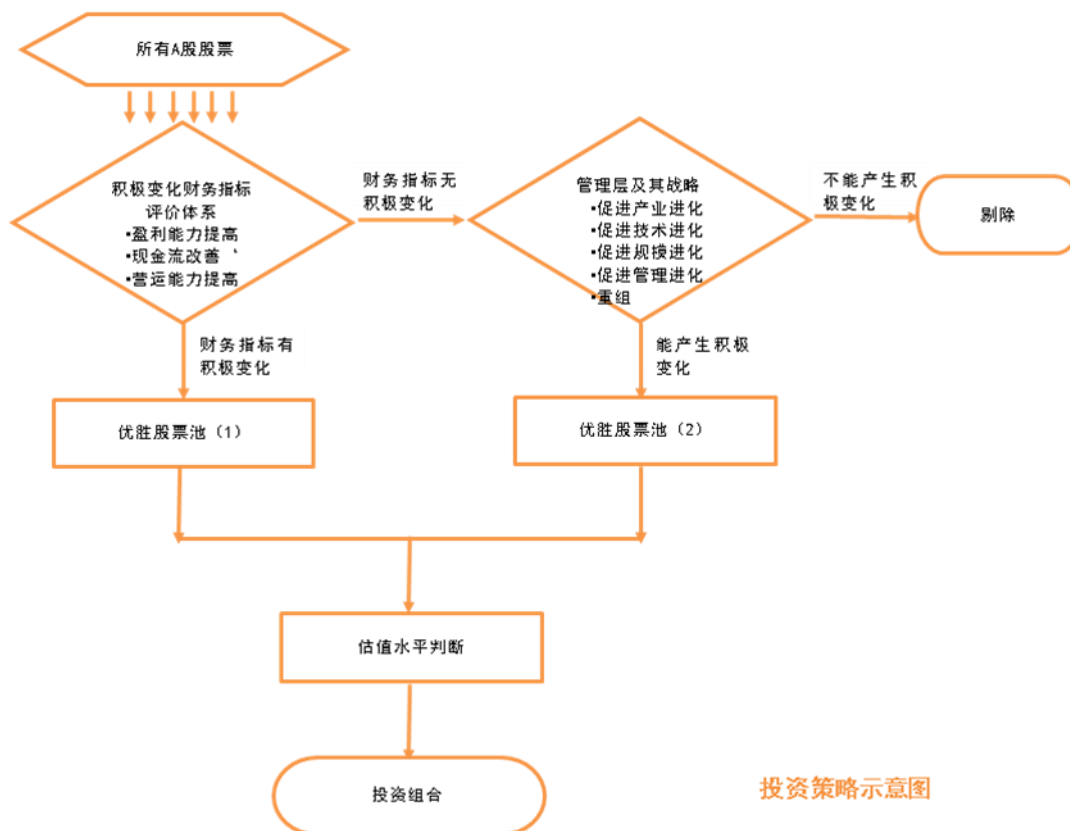 所有A股股票
积极变化财务指标
评价体系
•盈利能力提高
•现金流改善、
•营运能力提高
财务指标无
积极变化
管理层及其战略
•促进产业进化
•促进技术进化
•促进规模进化
•促进管理进化
•重组
不能产生积
极变化
剔除
财务指标有
积极变化
能产生积极
变化
优胜股票池（1）
优胜股票池（2）
估值水平判断
投资组合
投资策略示意图